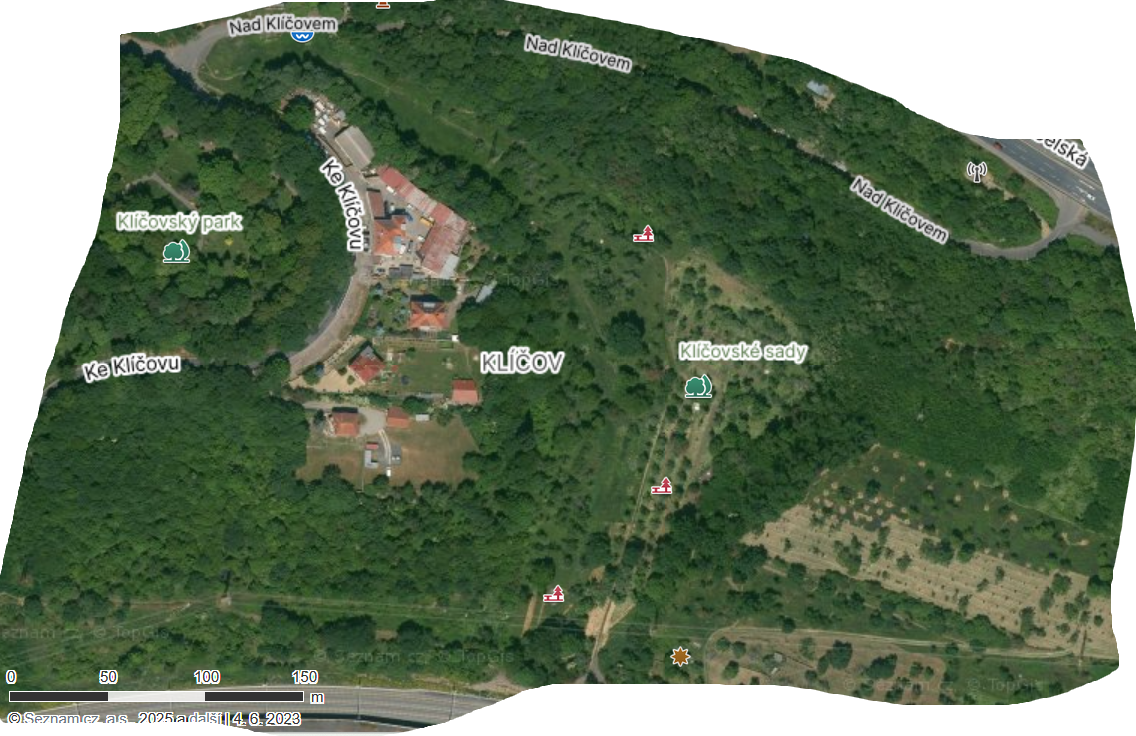 Nad Klíčovem
Nad Klíčovem
Ke Klíčovu
Nad Klíčovem
Klíčovský park
Klíčovské sady
KLÍČOV
Ke Klíčovu
0 50 100 150
m
© Seznam.cz, a.s., 2025 a další | 4. 6. 2023